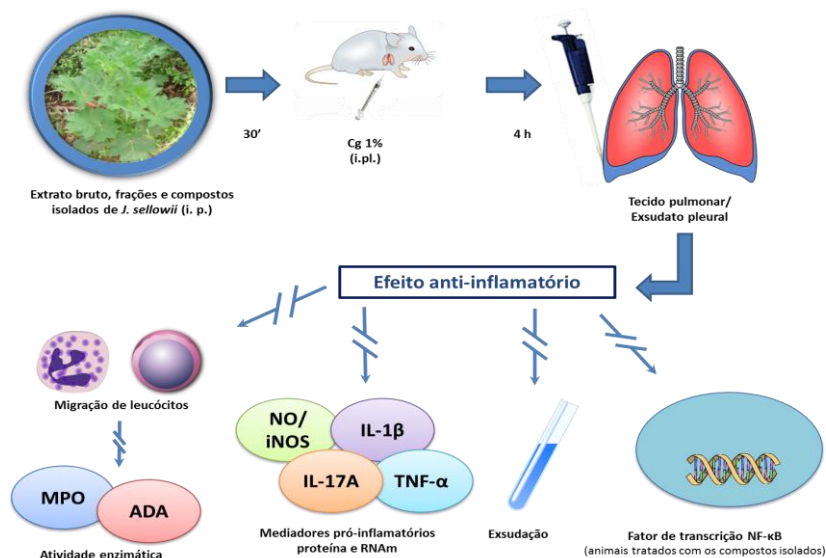 30’
Cg 1%
(i.pl.)
4 h
Extrato bruto, frações e compostos
isolados de J. sellowii (i. p.)
Tecido pulmonar/
Exsudato pleural
Efeito anti-inflamatório
Migração de leucócitos
MPO
ADA
Atividade enzimática
NO/
iNOS
IL-1β
IL-17A
TNF-α
Mediadores pró-inflamatórios
proteína e RNAm
Exsudação
Fator de transcrição NF-κB
(animais tratados com os compostos isolados)